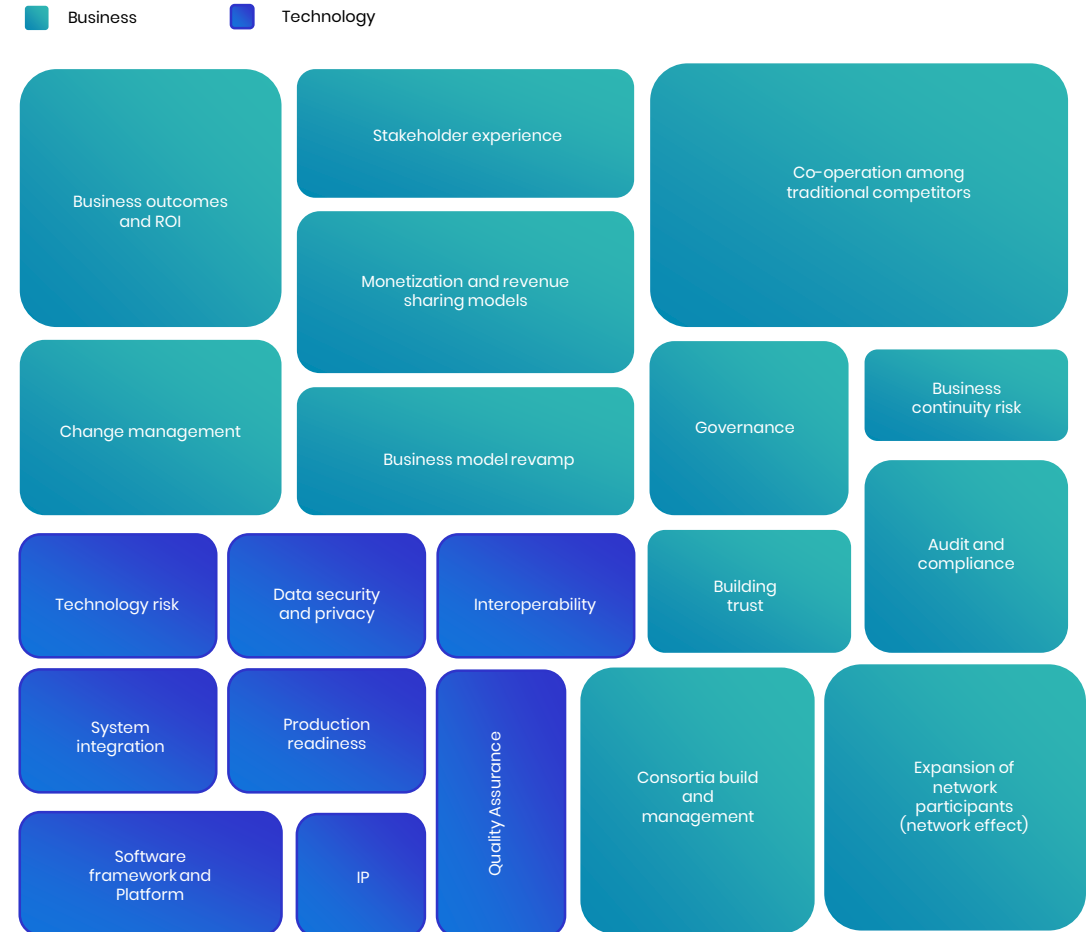 Business
Technology
Business outcomes
and ROI
Stakeholder experience
Co-operation among
traditional competitors
Monetization and revenue
sharing models
Change management
Business model revamp
Governance
Business
continuity risk
Audit and
compliance
Technology risk
Data security
and privacy
Interoperability
Building
trust
System
integration
Production
readiness
Quality Assurance
Consortia build
and
management
Expansion of
network
participants
(network effect)
Software
framework and
Platform
IP